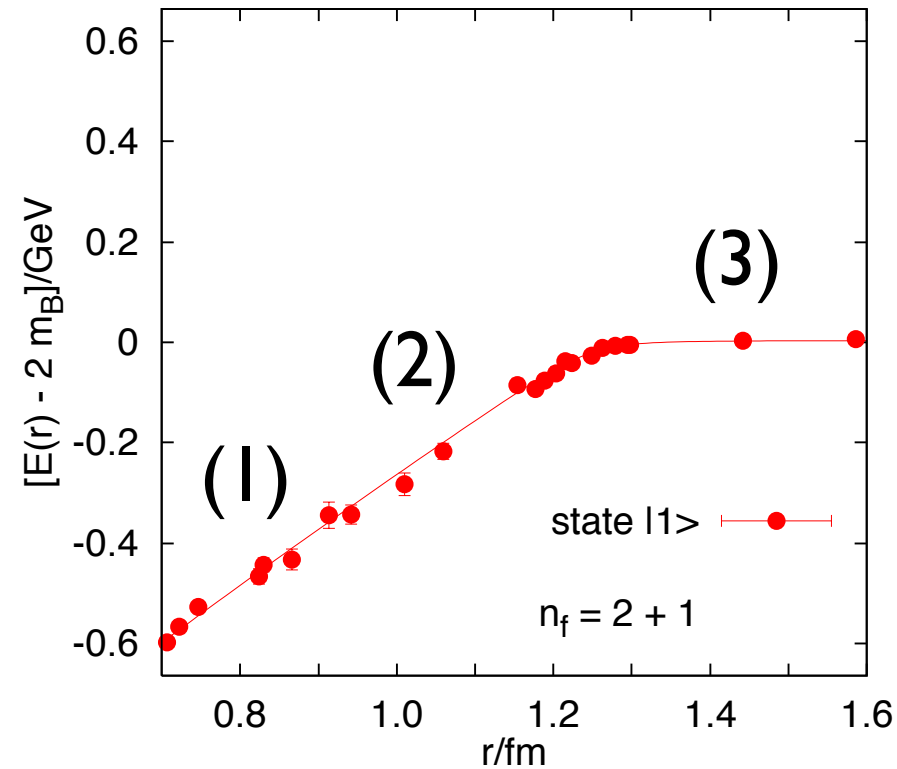 0.6
0.4
0.2
0
-0.2
-0.4
-0.6
[E(r) - 2 m_B]/GeV
(1)
(2)
(3)
state |1>
n_f = 2 + 1
0.8 1.0 1.2 1.4 1.6
r/fm